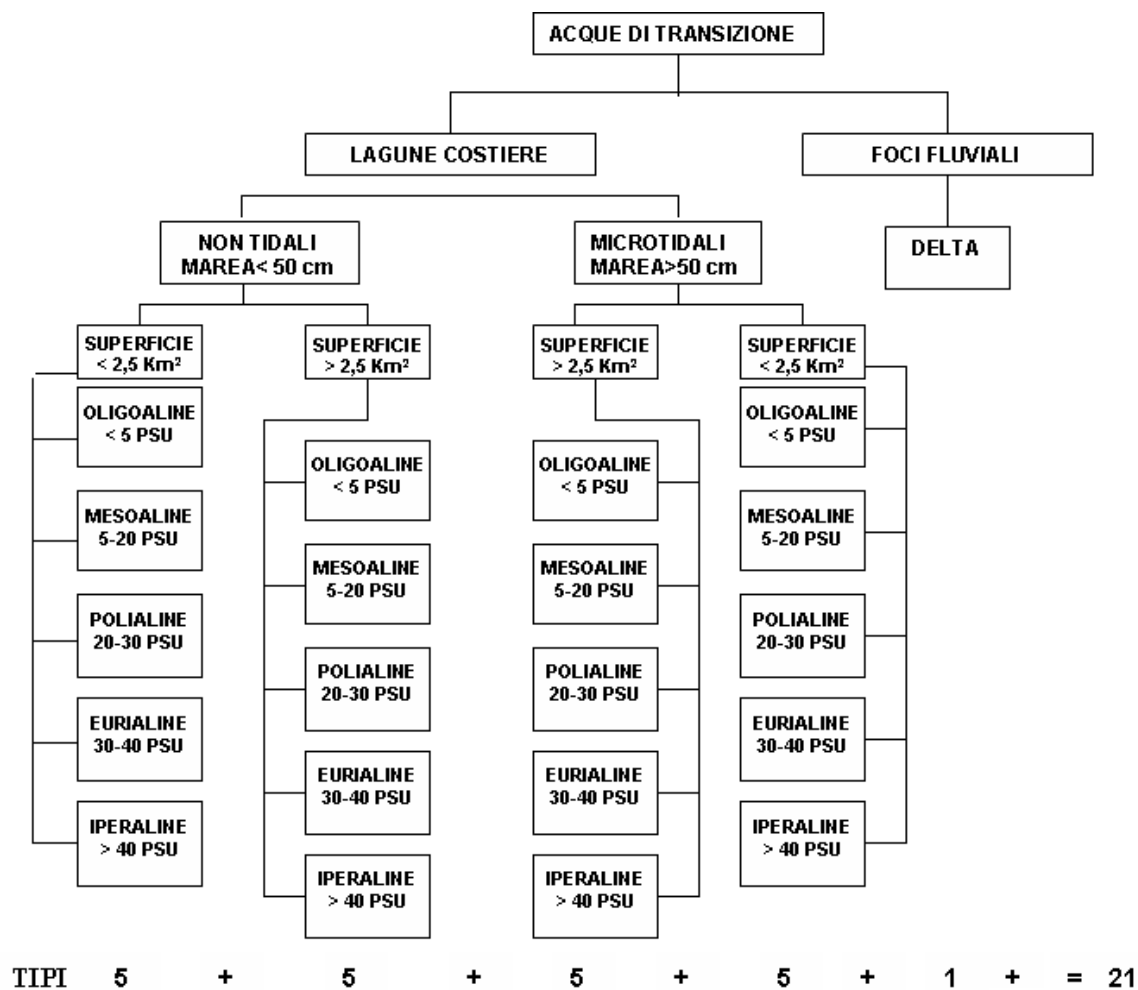 ACQUE DI TRANSIZIONE
LAGUNE COSTIERE
FOCI FLUVIALI
NON TIDALI
MAREA< 50 cm
MICROTIDALI
MAREA>50 cm
DELTA
SUPERFICIE
< 2,5 Km²
OLIGOALINE
< 5 PSU
MESOALINE
5-20 PSU
POLIALINE
20-30 PSU
EURIALINE
30-40 PSU
IPERALINE
> 40 PSU
SUPERFICIE
> 2,5 Km²
OLIGOALINE
< 5 PSU
MESOALINE
5-20 PSU
POLIALINE
20-30 PSU
EURIALINE
30-40 PSU
IPERALINE
> 40 PSU
SUPERFICIE
> 2,5 Km²
OLIGOALINE
< 5 PSU
MESOALINE
5-20 PSU
POLIALINE
20-30 PSU
EURIALINE
30-40 PSU
IPERALINE
> 40 PSU
SUPERFICIE
< 2,5 Km²
OLIGOALINE
< 5 PSU
MESOALINE
5-20 PSU
POLIALINE
20-30 PSU
EURIALINE
30-40 PSU
IPERALINE
> 40 PSU
TIPI 5 + 5 + 5 + 5 + 1 + = 21